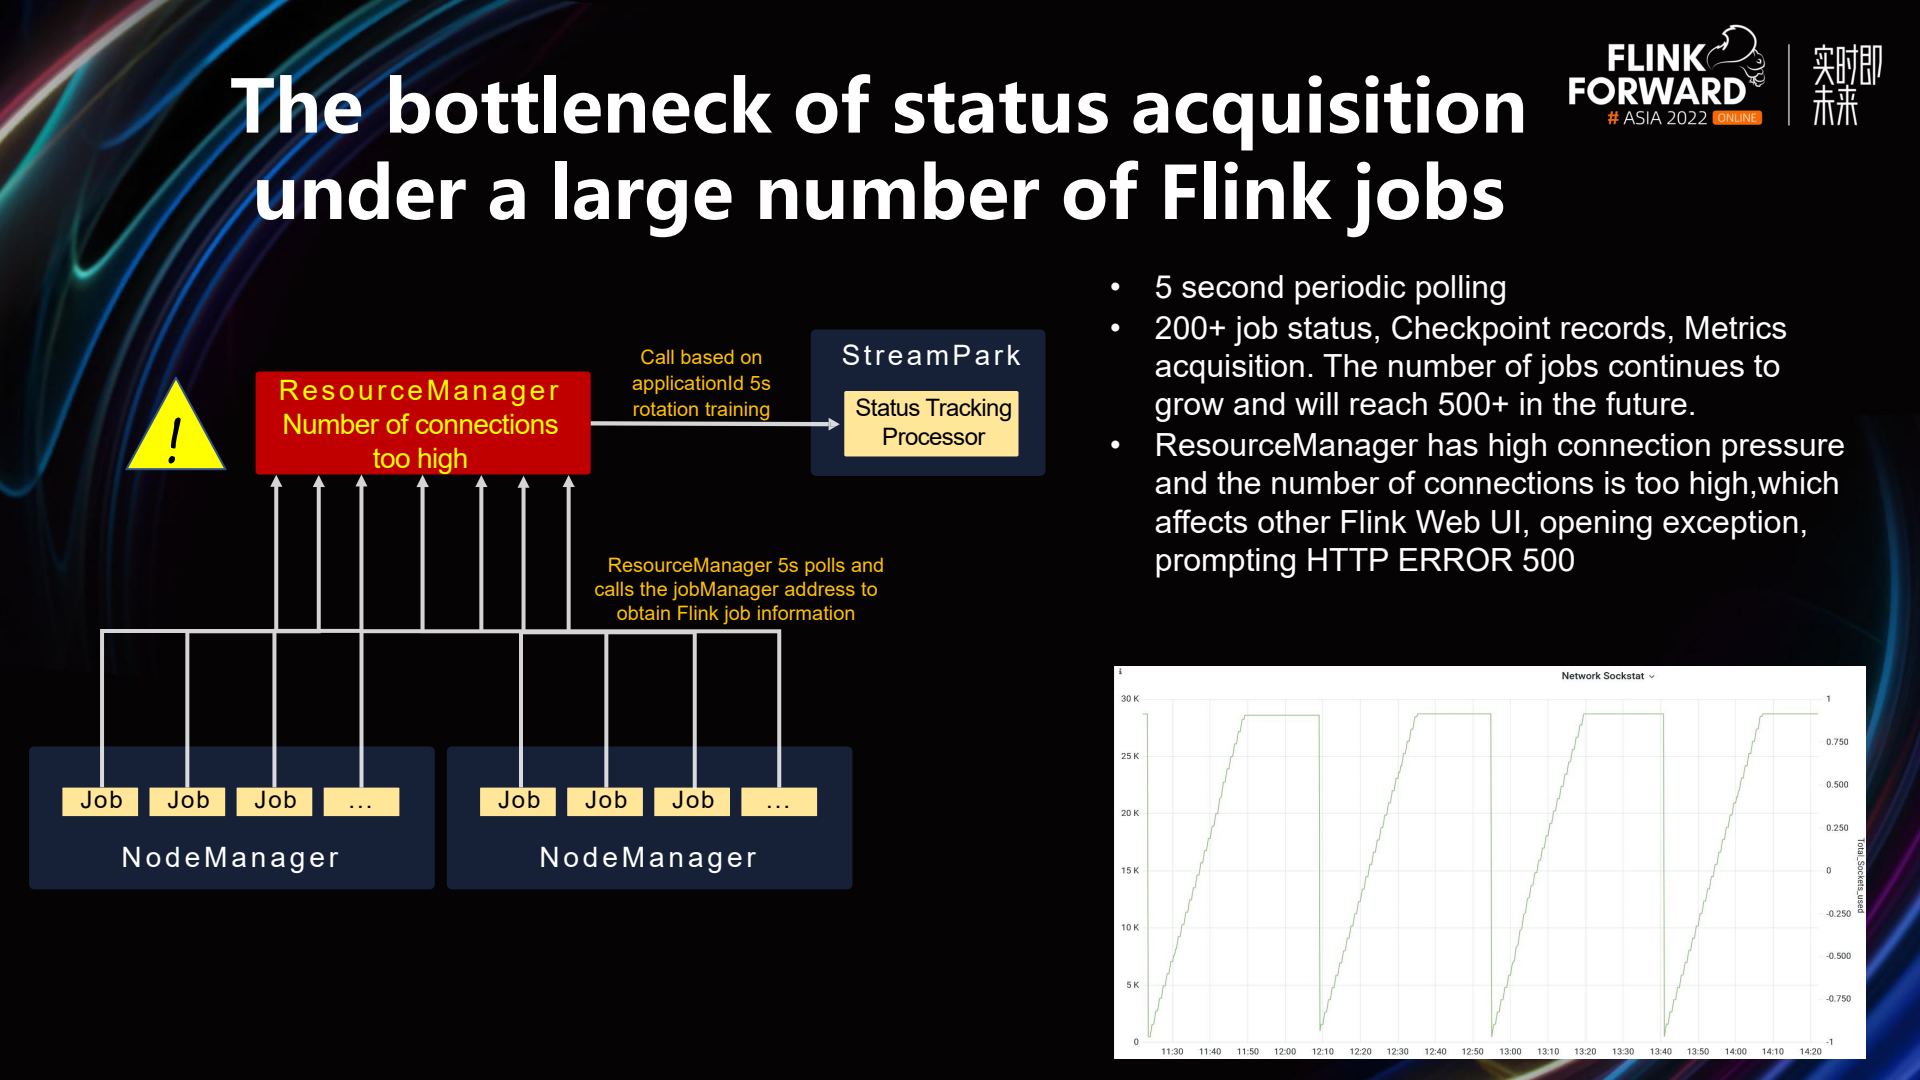 FLINK
FORWARD
# ASIA 2022 ONLINE
实时即
未来
The bottleneck of status acquisition
under a large number of Flink jobs
• 5 second periodic polling
• 200+ job status, Checkpoint records, Metrics
acquisition. The number of jobs continues to
grow and will reach 500+ in the future.
• ResourceManager has high connection pressure
and the number of connections is too high,which
affects other Flink Web UI, opening exception,
prompting HTTP ERROR 500
!
ResourceManager
Number of connections
too high
Call based on
applicationId 5s
rotation training
StreamPark
Status Tracking
Processor
ResourceManager 5s polls and
calls the jobManager address to
obtain Flink job information
Job Job Job ...
NodeManager
Job Job Job ...
NodeManager
i
Network Sockstat
30 K
25 K
20 K
15 K
10 K
5 K
0
1
0.750
0.500
0.250
0
-0.250
-0.500
-0.750
-1
Total_Sockets_used
11:30 11:40 11:50 12:00 12:10 12:20 12:30 12:40 12:50 13:00 13:10 13:20 13:30 13:40 13:50 14:00 14:10 14:20